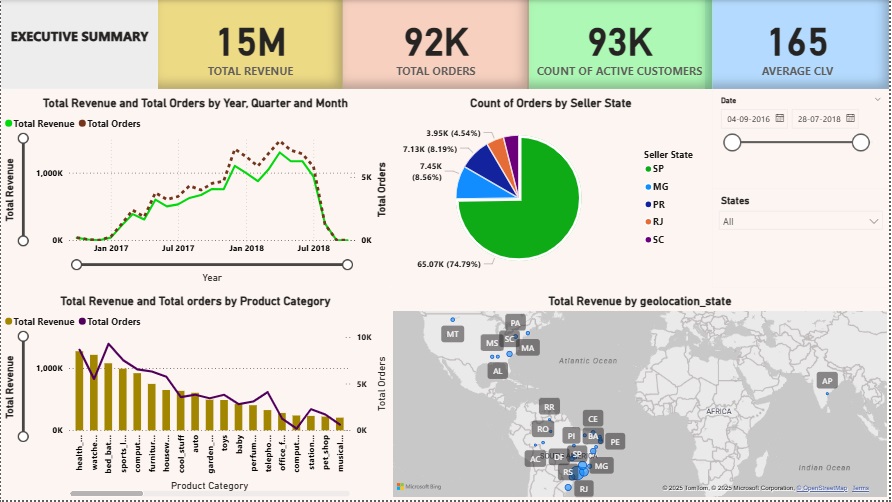 EXECUTIVE SUMMARY
15M
TOTAL REVENUE
92K
TOTAL ORDERS
93K
COUNT OF ACTIVE CUSTOMERS
165
AVERAGE CLV
Total Revenue and Total Orders by Year, Quarter and Month
Total Revenue Total Orders
Total Revenue
1,000K
0K
5K
0K
Total Orders
Jan 2017 Jul 2017 Jan 2018 Jul 2018
Year
Count of Orders by Seller State
3.95K (4.54%)
7.13K (8.19%)
7.45K
(8.56%)
65.07K (74.79%)
Seller State
SP
MG
PR
RJ
SC
Date
04-09-2016 28-07-2018
States
All
Total Revenue and Total orders by Product Category
Total Revenue Total Orders
Total Revenue
1,000K
0K
10K
5K
0K
Total Orders
health_...
watche...
bed_bat...
sports_l...
comput...
furnitur...
housew...
cool_stuff
auto
garden_...
toys
baby
perfum...
telepho...
office_f...
comput...
station...
pet_shop
musical...
Product Category
Total Revenue by geolocation_state
PA
MT
MS
SC
MA
AL
Atlantic Ocean
AP
AFRICA
RR
CE
RO
PI
BA
PE
AC
DF
SP
MG
RS
RJ
Indian Ocean
Microsoft Bing
© 2025 TomTom, © 2025 Microsoft Corporation, © OpenStreetMap Terms